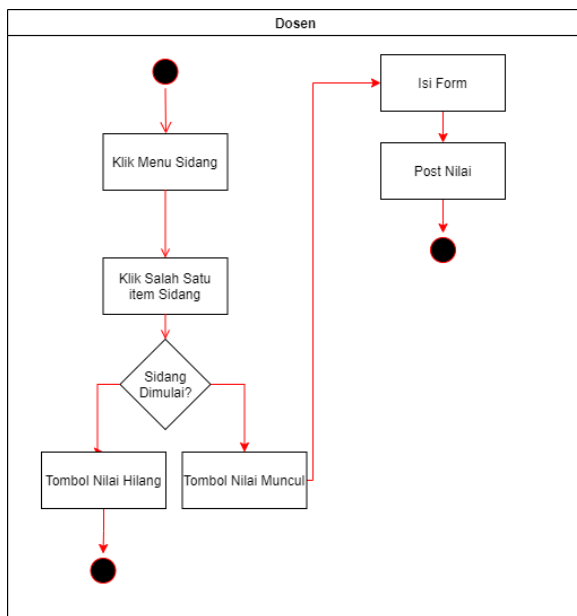 Dosen
Klik Menu Sidang
Klik Salah Satu
item Sidang
Sidang
Dimulai?
Tombol Nilai Hilang
Tombol Nilai Muncul
Isi Form
Post Nilai